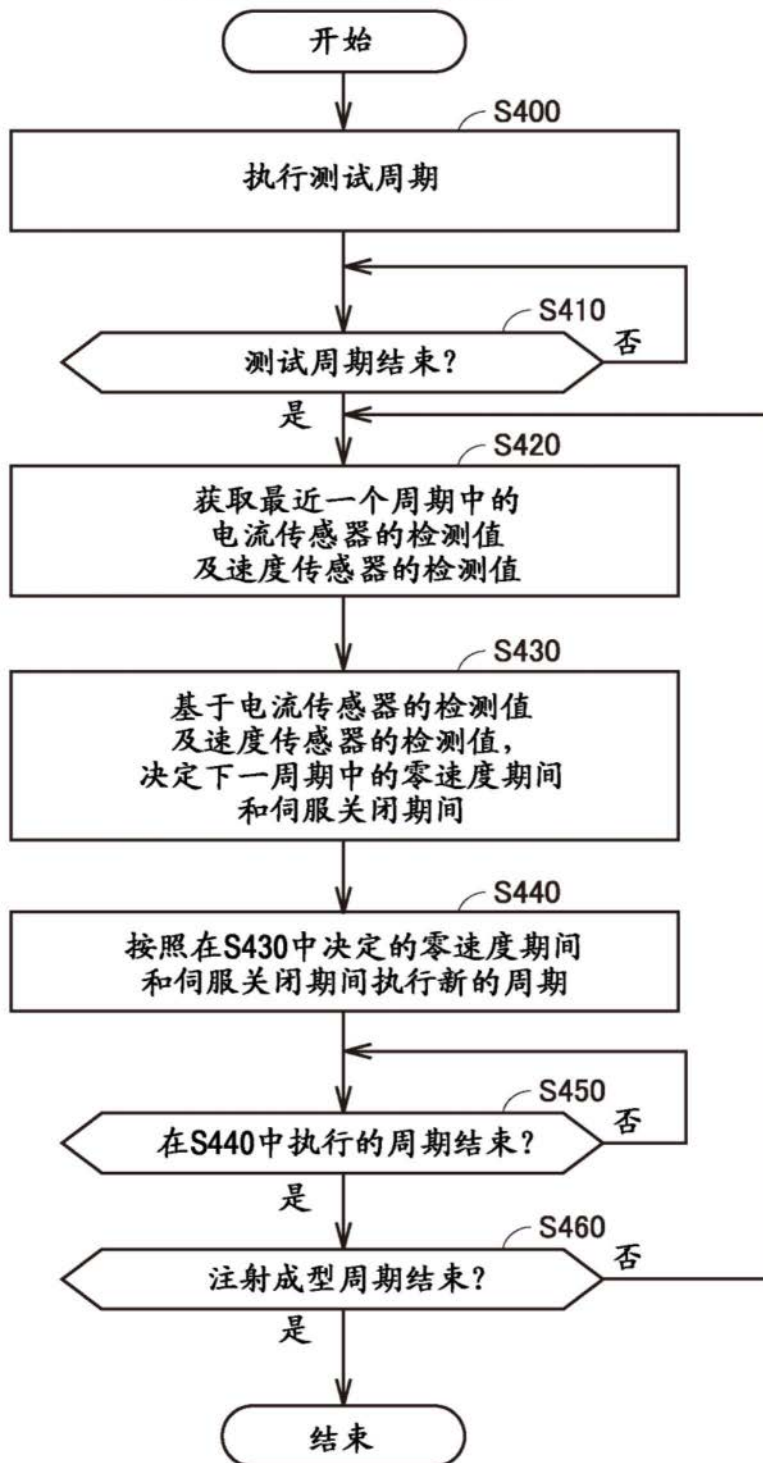 开始
S400
执行测试周期
S410
测试周期结束?
否
是
S420
获取最近一个周期中的
电流传感器的检测值
及速度传感器的检测值
S430
基于电流传感器的检测值
及速度传感器的检测值,
决定下一周期中的零速度期间
和伺服关闭期间
S440
按照在S430中决定的零速度期间
和伺服关闭期间执行新的周期
S450
在S440中执行的周期结束?
否
是
S460
注射成型周期结束?
否
是
结束